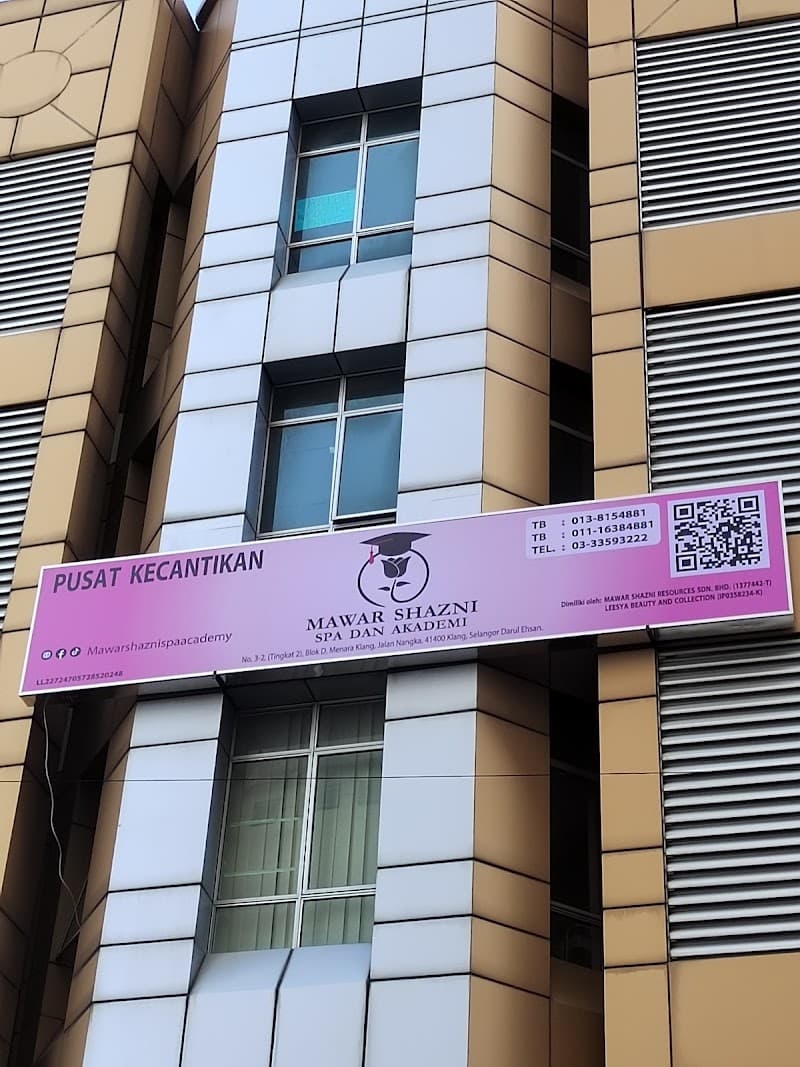 PUSAT KECANTIKAN
Mawarshaznispaacademy
LL22724705728520248
MAWAR SHAZNI
SPA DAN AKADEMI
No. 3-2, (Tingkat 2), Blok D, Menara Klang, Jalan Nangka, 41400 Klang, Selangor Darul Ehsan.
TB : 013-8154881
TB : 011-16384881
TEL. : 03-33593222
Dimiliki oleh: MAWAR SHAZNI RESOURCES SDN. BHD. (1377442-T)
LEESYA BEAUTY AND COLLECTION (IP0358234-K)